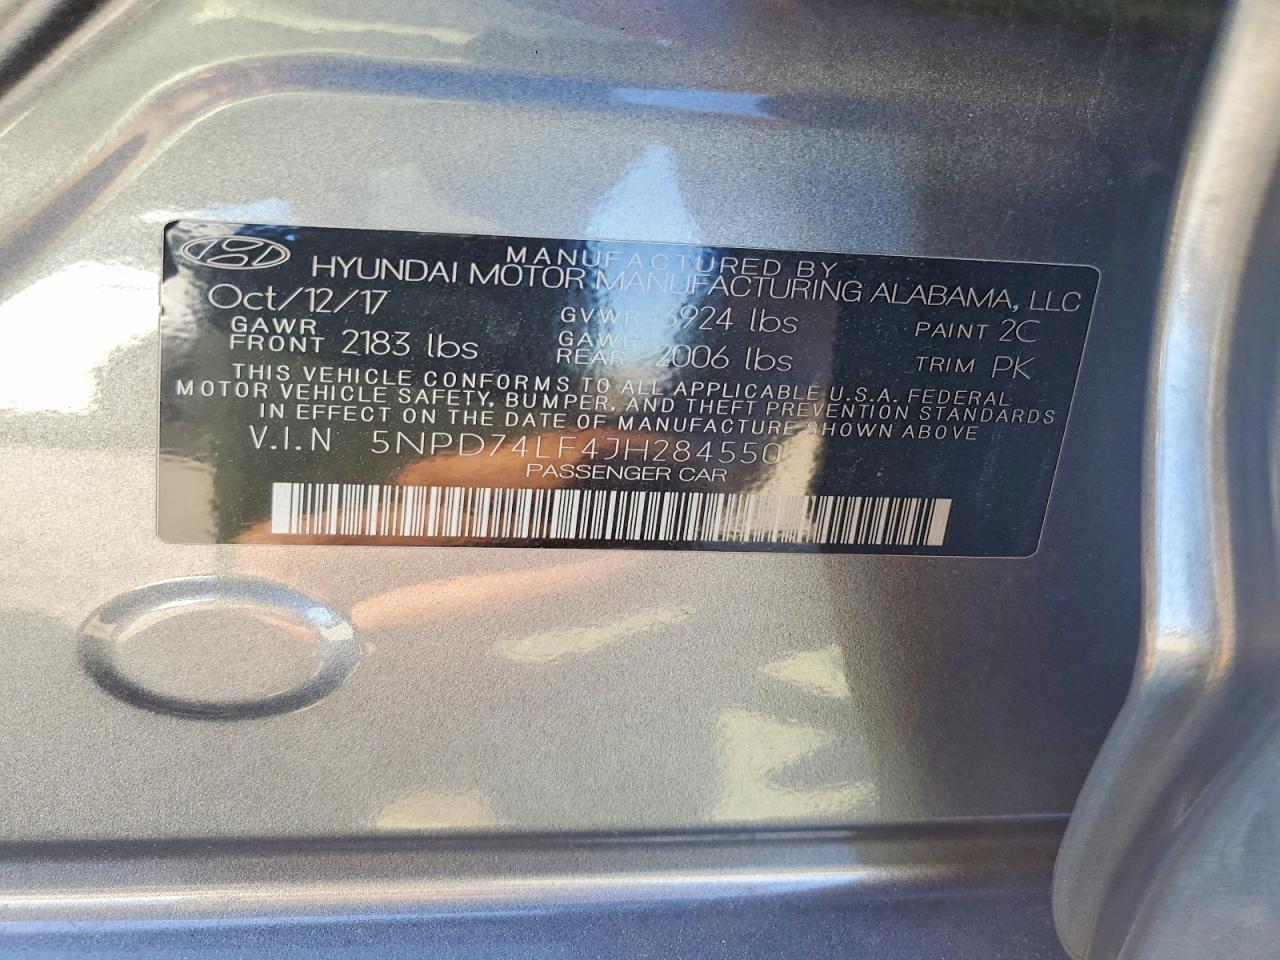 MANUFACTURED BY
HYUNDAI MOTOR MANUFACTURING ALABAMA, LLC
Oct/12/17 GVWR 3924 lbs PAINT 2C
GAWR FRONT 2183 lbs GAWR REAR 2006 lbs TRIM PK
THIS VEHICLE CONFORMS TO ALL APPLICABLE U.S.A. FEDERAL
MOTOR VEHICLE SAFETY, BUMPER, AND THEFT PREVENTION STANDARDS
IN EFFECT ON THE DATE OF MANUFACTURE SHOWN ABOVE
V.I.N 5NPD74LF4JH284550
PASSENGER CAR